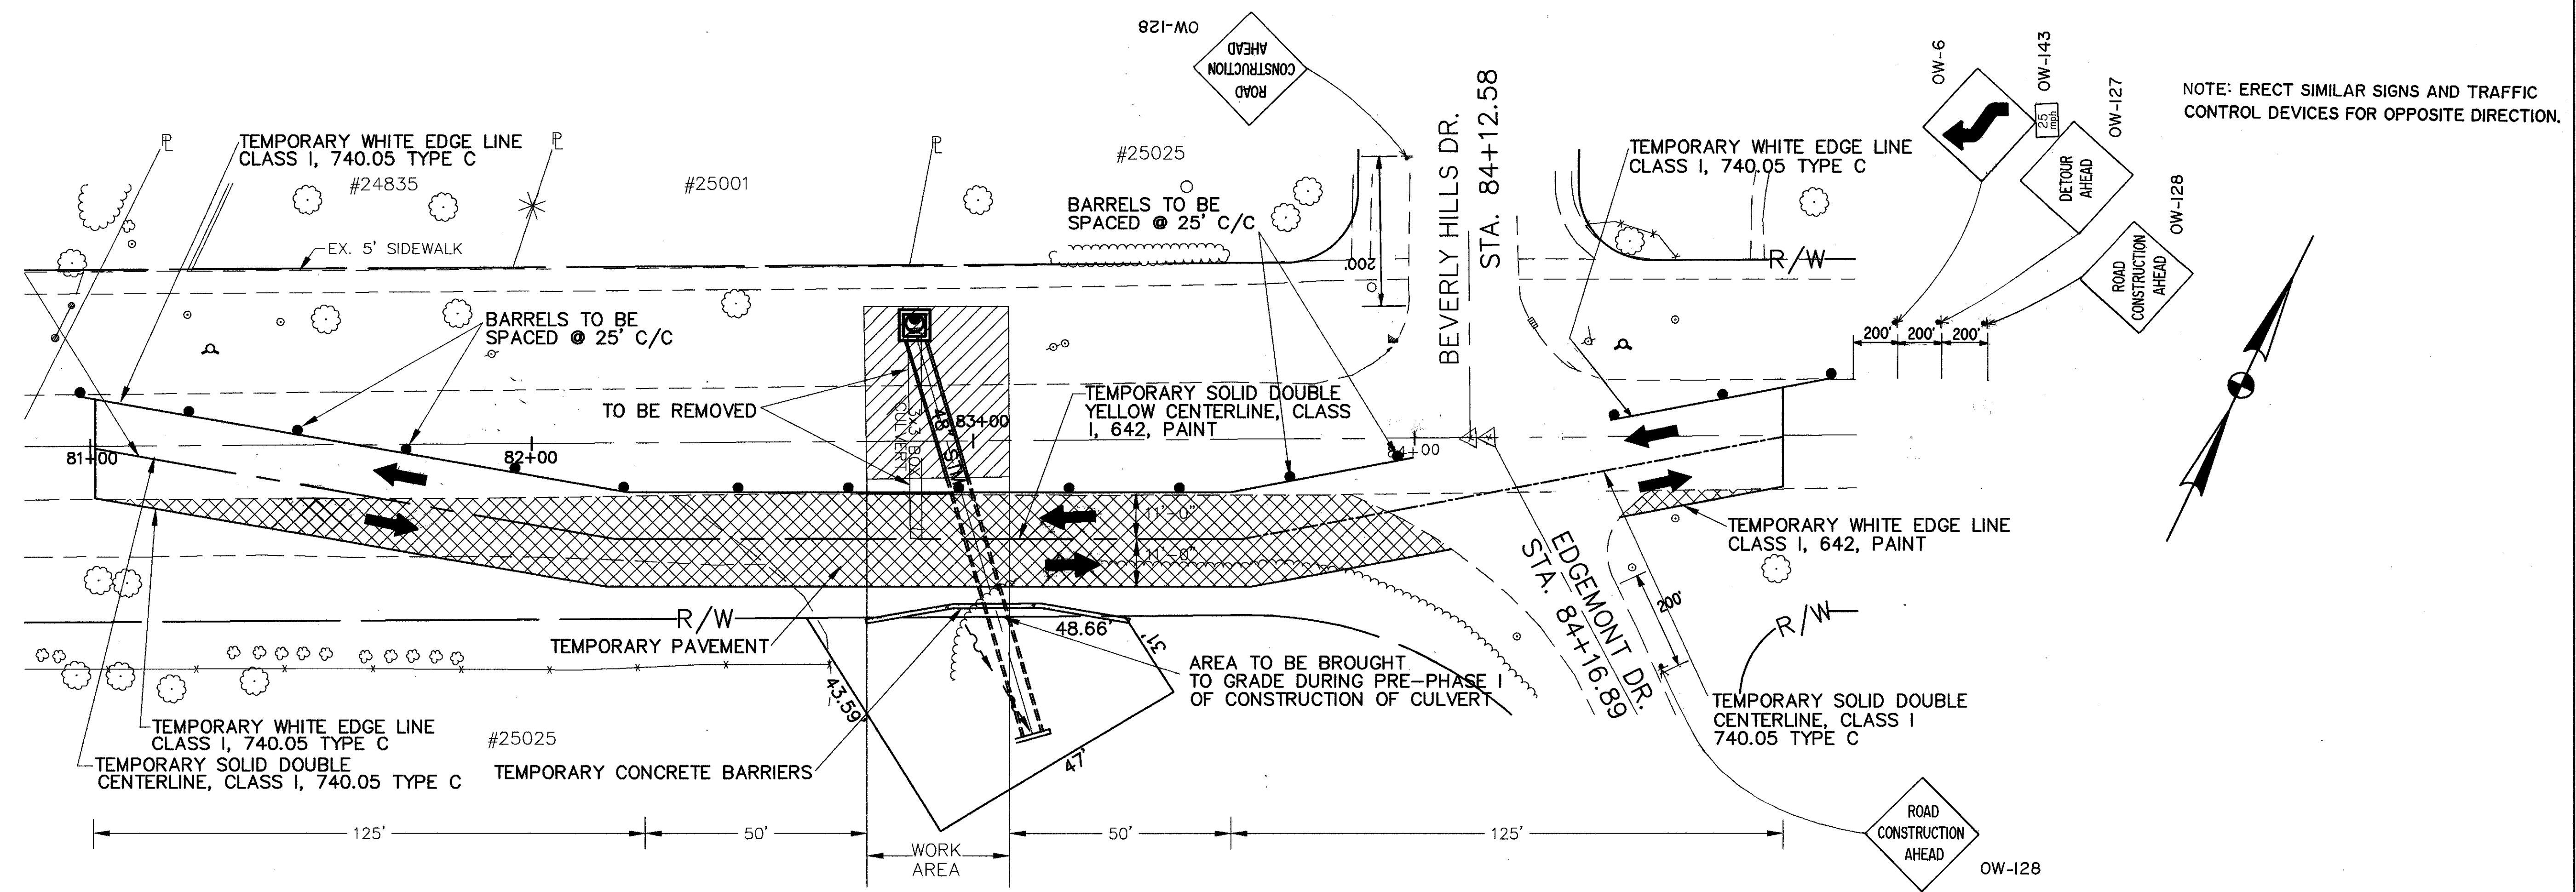 OW-128
ROAD
CONSTRUCTION
AHEAD
OW-6
OW-143
25
mph
OW-127
DETOUR
AHEAD
OW-128
ROAD
CONSTRUCTION
AHEAD
NOTE: ERECT SIMILAR SIGNS AND TRAFFIC
CONTROL DEVICES FOR OPPOSITE DIRECTION.
TEMPORARY WHITE EDGE LINE
CLASS I, 740.05 TYPE C
#24835
#25001
#25025
BARRELS TO BE
SPACED @ 25' C/C
BEVERLY HILLS DR.
STA. 84+12.58
TEMPORARY WHITE EDGE LINE
CLASS I, 740.05 TYPE C
EX. 5' SIDEWALK
200'
R/W
200'
200'
200'
BARRELS TO BE
SPACED @ 25' C/C
TO BE REMOVED
3x3 BOX
CULVERT
48"
TEMPORARY SOLID DOUBLE
YELLOW CENTERLINE, CLASS
I, 642, PAINT
81+00
82+00
83+00
84+00
11'-0"
11'-0"
TEMPORARY WHITE EDGE LINE
CLASS I, 642, PAINT
EDGEMONT DR.
STA. 84+16.89
200'
R/W
R/W
TEMPORARY PAVEMENT
48.66'
31'
43.59'
47'
AREA TO BE BROUGHT
TO GRADE DURING PRE-PHASE I
OF CONSTRUCTION OF CULVERT
TEMPORARY SOLID DOUBLE
CENTERLINE, CLASS I
740.05 TYPE C
TEMPORARY WHITE EDGE LINE
CLASS I, 740.05 TYPE C
#25025
TEMPORARY SOLID DOUBLE
CENTERLINE, CLASS I, 740.05 TYPE C
TEMPORARY CONCRETE BARRIERS
125'
50'
WORK
AREA
50'
125'
ROAD
CONSTRUCTION
AHEAD
OW-128